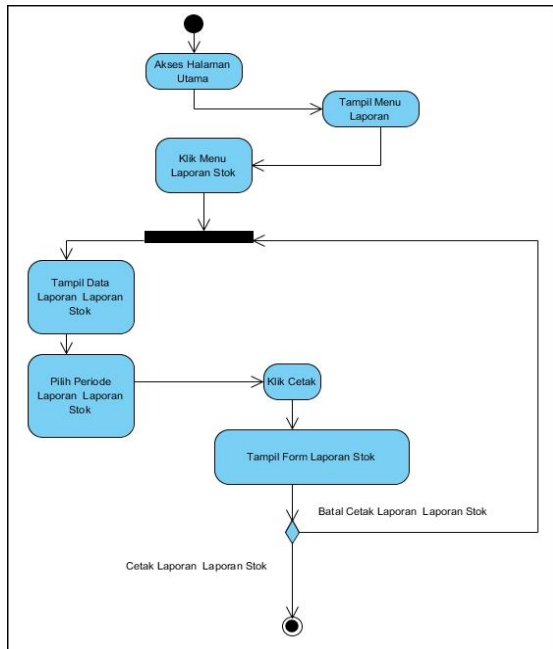 Akses Halaman
Utama
Tampil Menu
Laporan
Klik Menu
Laporan Stok
Tampil Data
Laporan Laporan
Stok
Pilih Periode
Laporan Laporan
Stok
Klik Cetak
Tampil Form Laporan Stok
Batal Cetak Laporan Laporan Stok
Cetak Laporan Laporan Stok